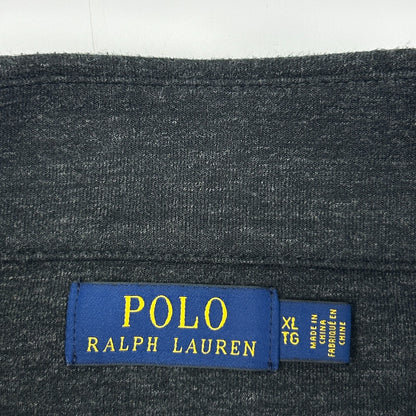 POLO
RALPH LAUREN
XL
TG
MADE IN
CHINA
FABRIQUÉ EN
CHINE